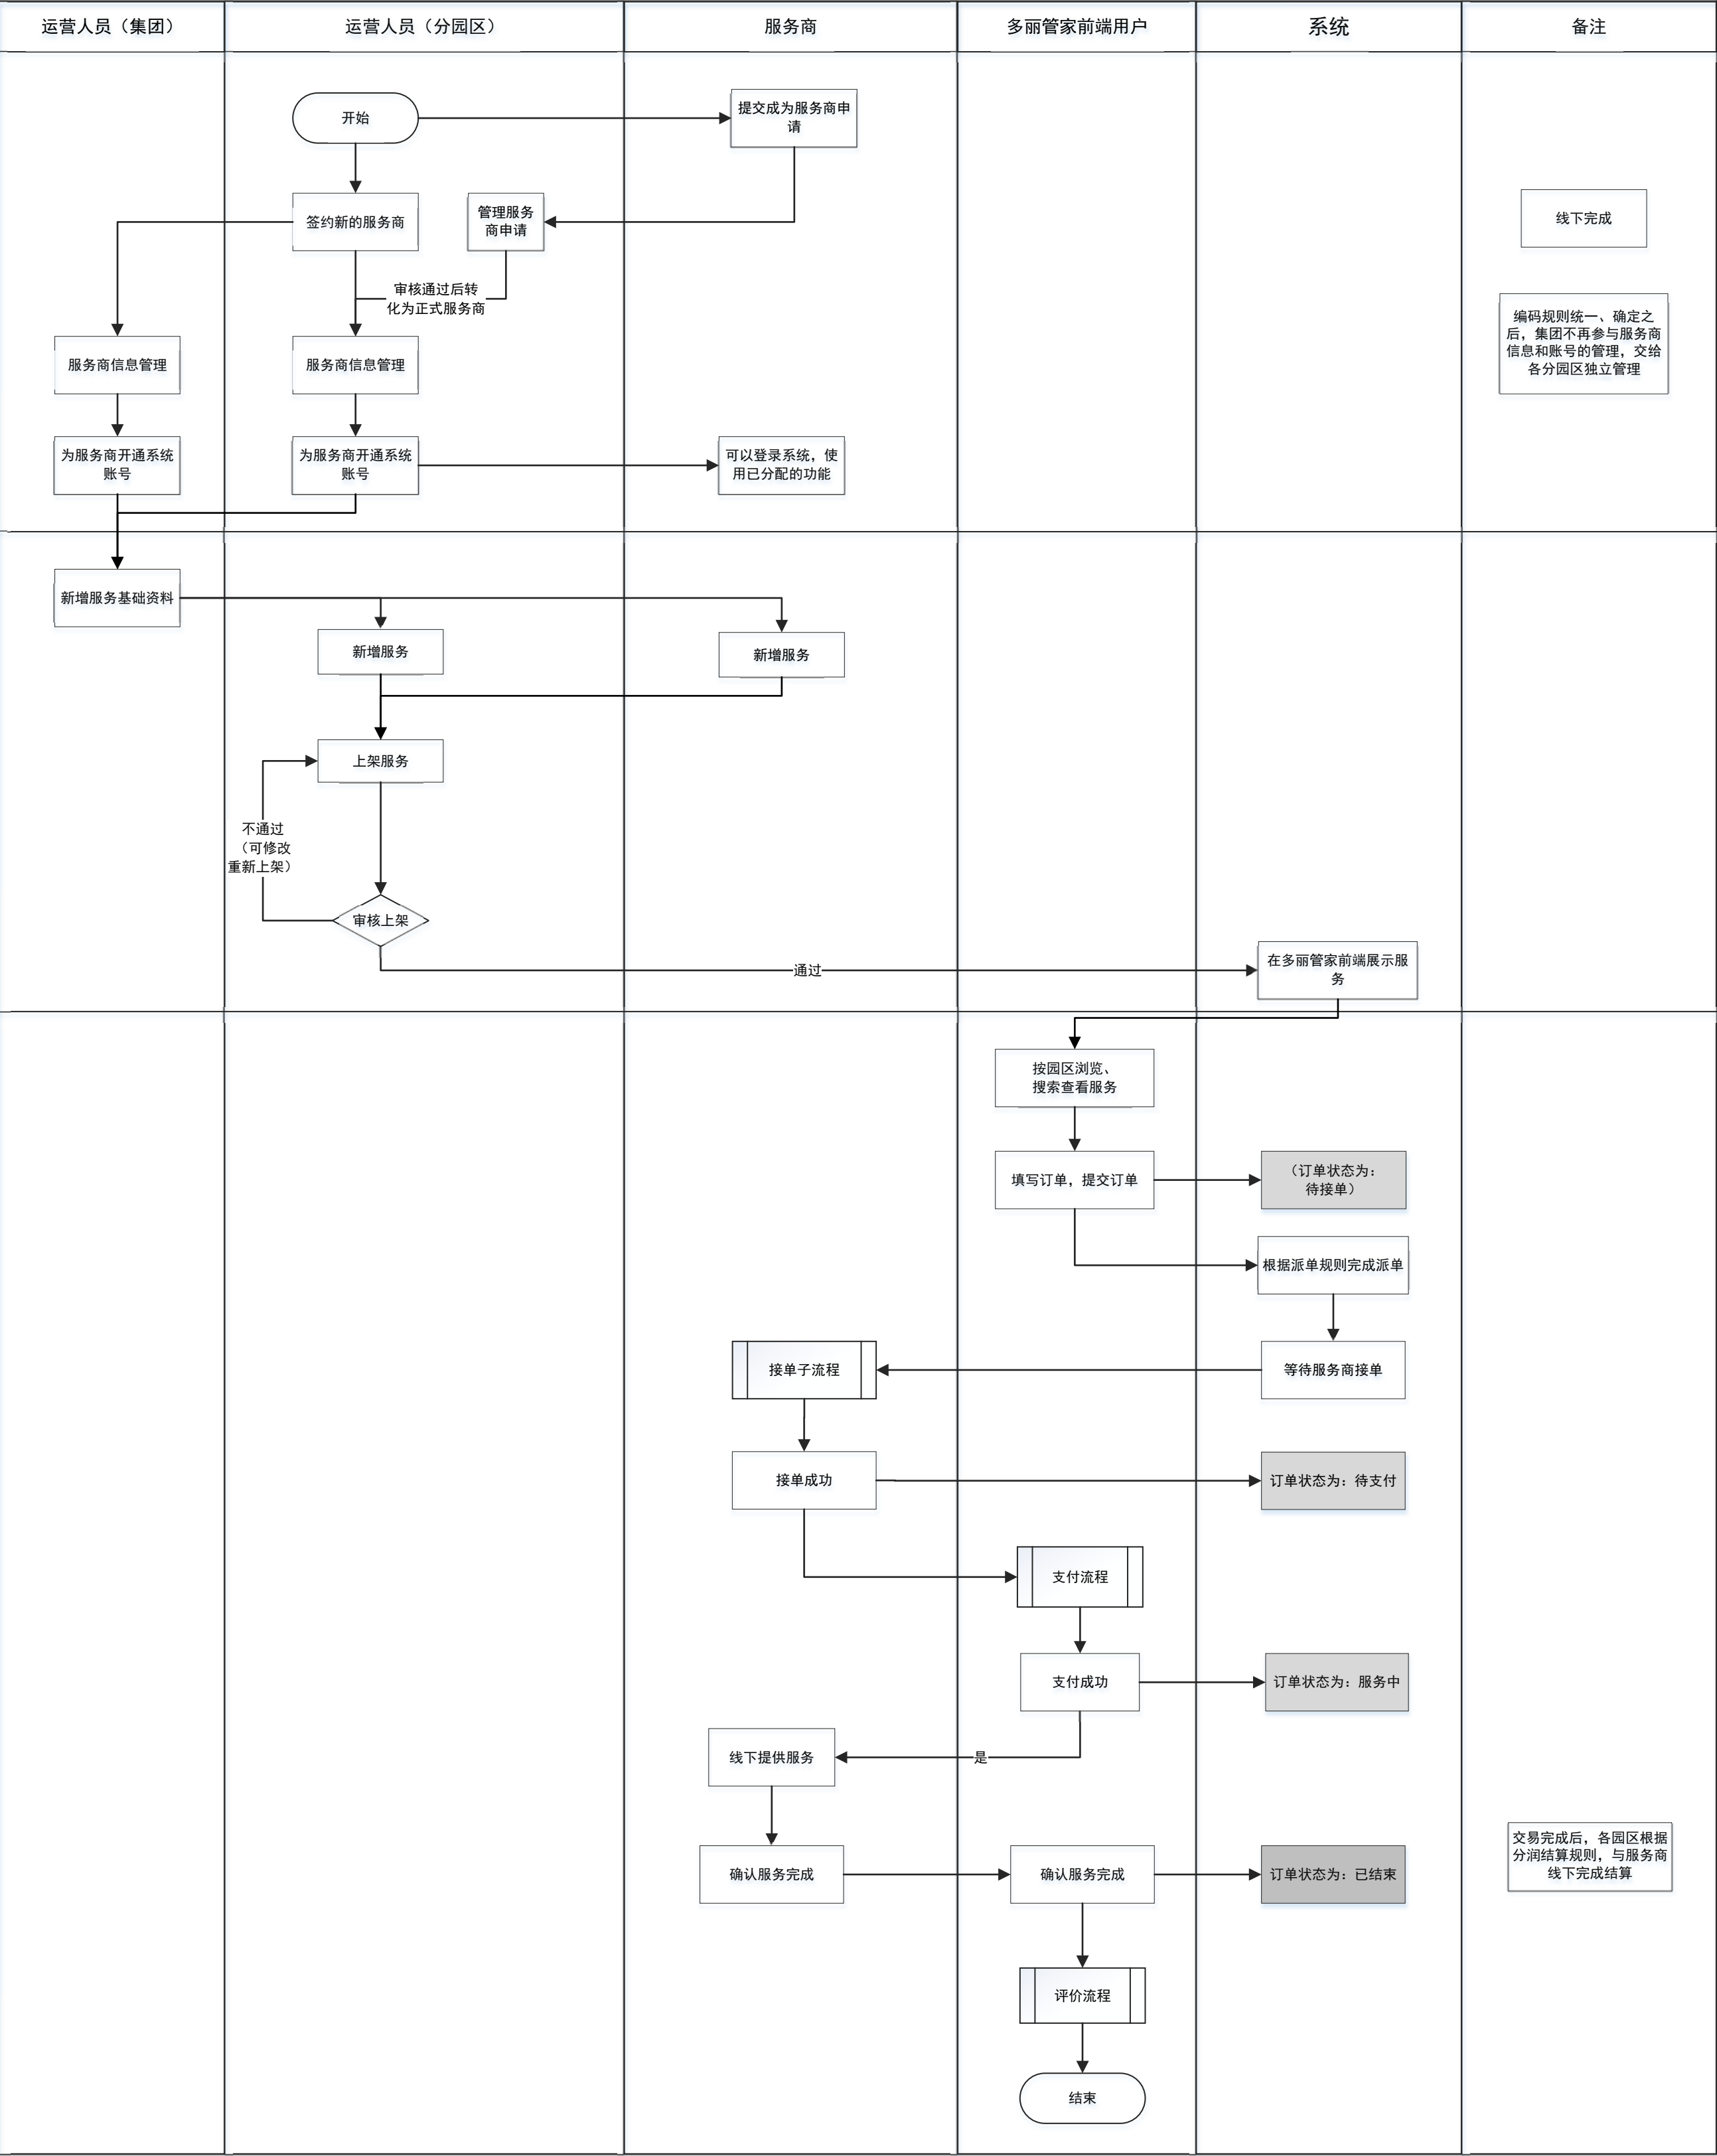 运营人员（集团）
运营人员（分园区）
服务商
多丽管家前端用户
系统
备注
开始
提交成为服务商申
请
签约新的服务商
管理服务
商申请
线下完成
审核通过后转
化为正式服务商
编码规则统一、确定之
后，集团不再参与服务商
信息和账号的管理，交给
各分园区独立管理
服务商信息管理
服务商信息管理
为服务商开通系统
账号
为服务商开通系统
账号
可以登录系统，使
用已分配的功能
新增服务基础资料
新增服务
新增服务
上架服务
不通过
（可修改
重新上架）
审核上架
通过
在多丽管家前端展示服
务
按园区浏览、
搜索查看服务
填写订单，提交订单
（订单状态为：
待接单）
根据派单规则完成派单
接单子流程
等待服务商接单
接单成功
订单状态为：待支付
支付流程
支付成功
订单状态为：服务中
线下提供服务
是
确认服务完成
确认服务完成
订单状态为：已结束
交易完成后，各园区根据
分润结算规则，与服务商
线下完成结算
评价流程
结束